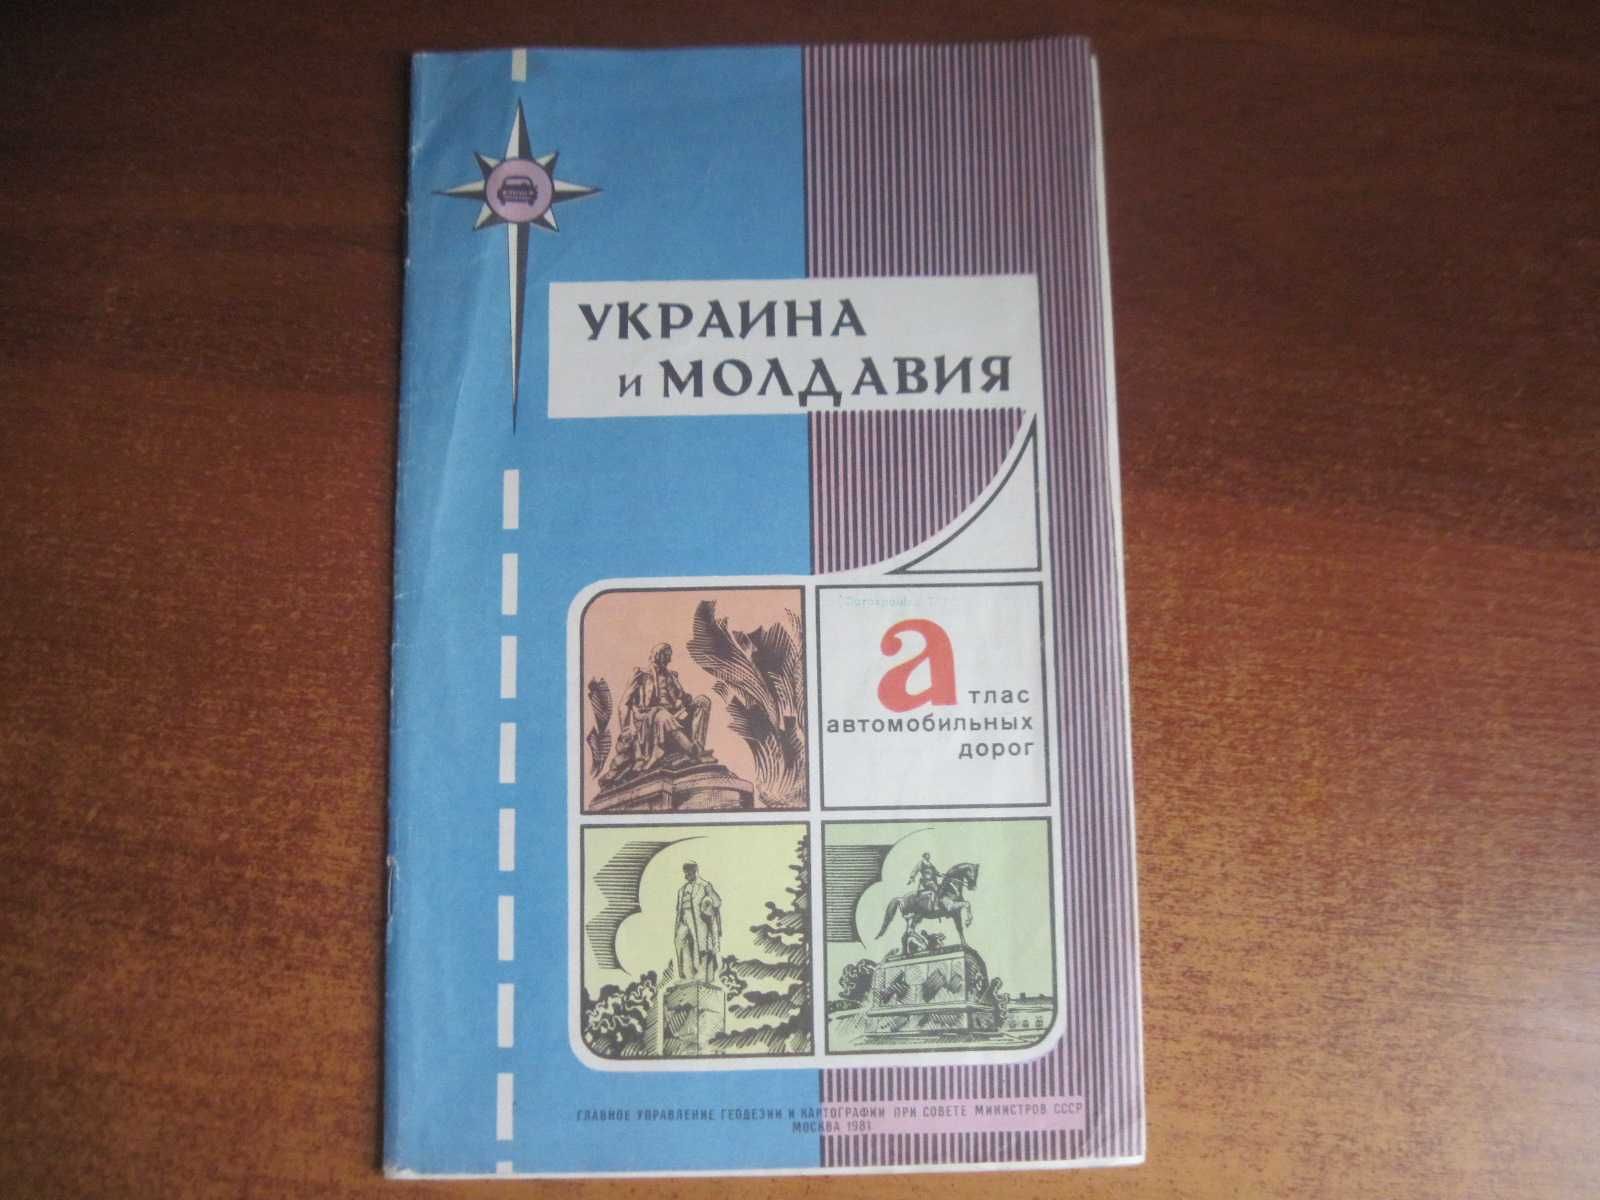 УКРАИНА
и МОЛДАВИЯ
атлас
автомобильных
дорог
ГЛАВНОЕ УПРАВЛЕНИЕ ГЕОДЕЗИИ И КАРТОГРАФИИ ПРИ СОВЕТЕ МИНИСТРОВ СССР
МОСКВА 1981